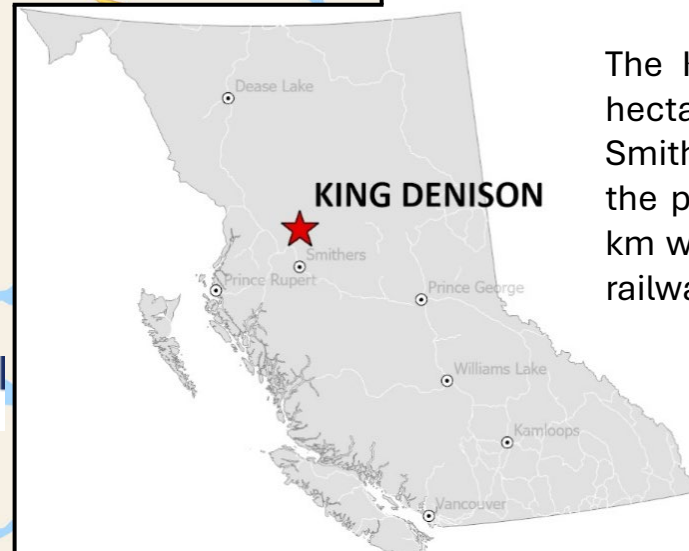 Dease Lake
KING DENISON
Smithers
Prince Rupert
Prince George
Williams Lake
Kamloops
Vancouver
The
hecta
Smith
the p
km w
railwa